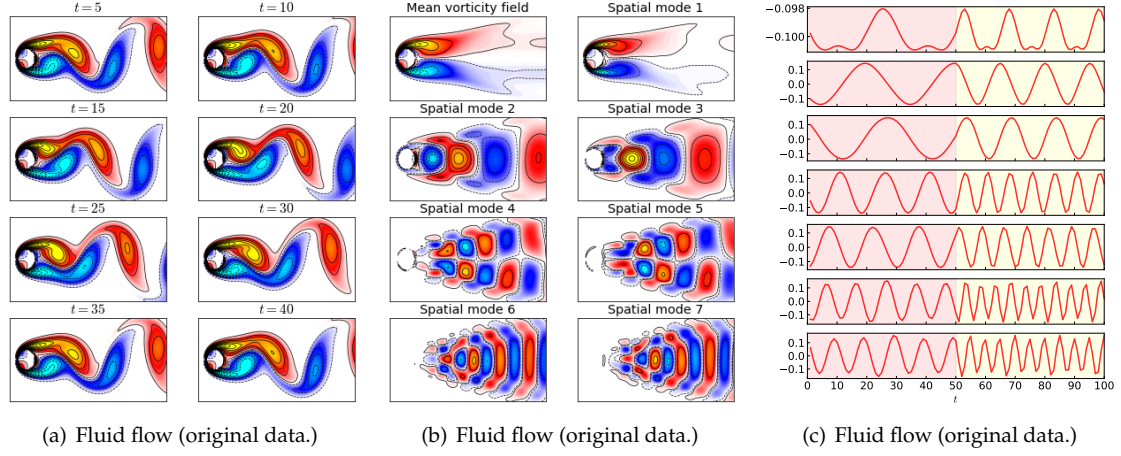 t = 5
t = 10
t = 15
t = 20
t = 25
t = 30
t = 35
t = 40
(a) Fluid flow (original data.)
Mean vorticity field
Spatial mode 1
Spatial mode 2
Spatial mode 3
Spatial mode 4
Spatial mode 5
Spatial mode 6
Spatial mode 7
(b) Fluid flow (original data.)
−0.098
−0.100
0.1
0.0
−0.1
0.1
0.0
−0.1
0.1
0.0
−0.1
0.1
0.0
−0.1
0.1
0.0
−0.1
0.1
0.0
−0.1
0 10 20 30 40 50 60 70 80 90 100
t
(c) Fluid flow (original data.)